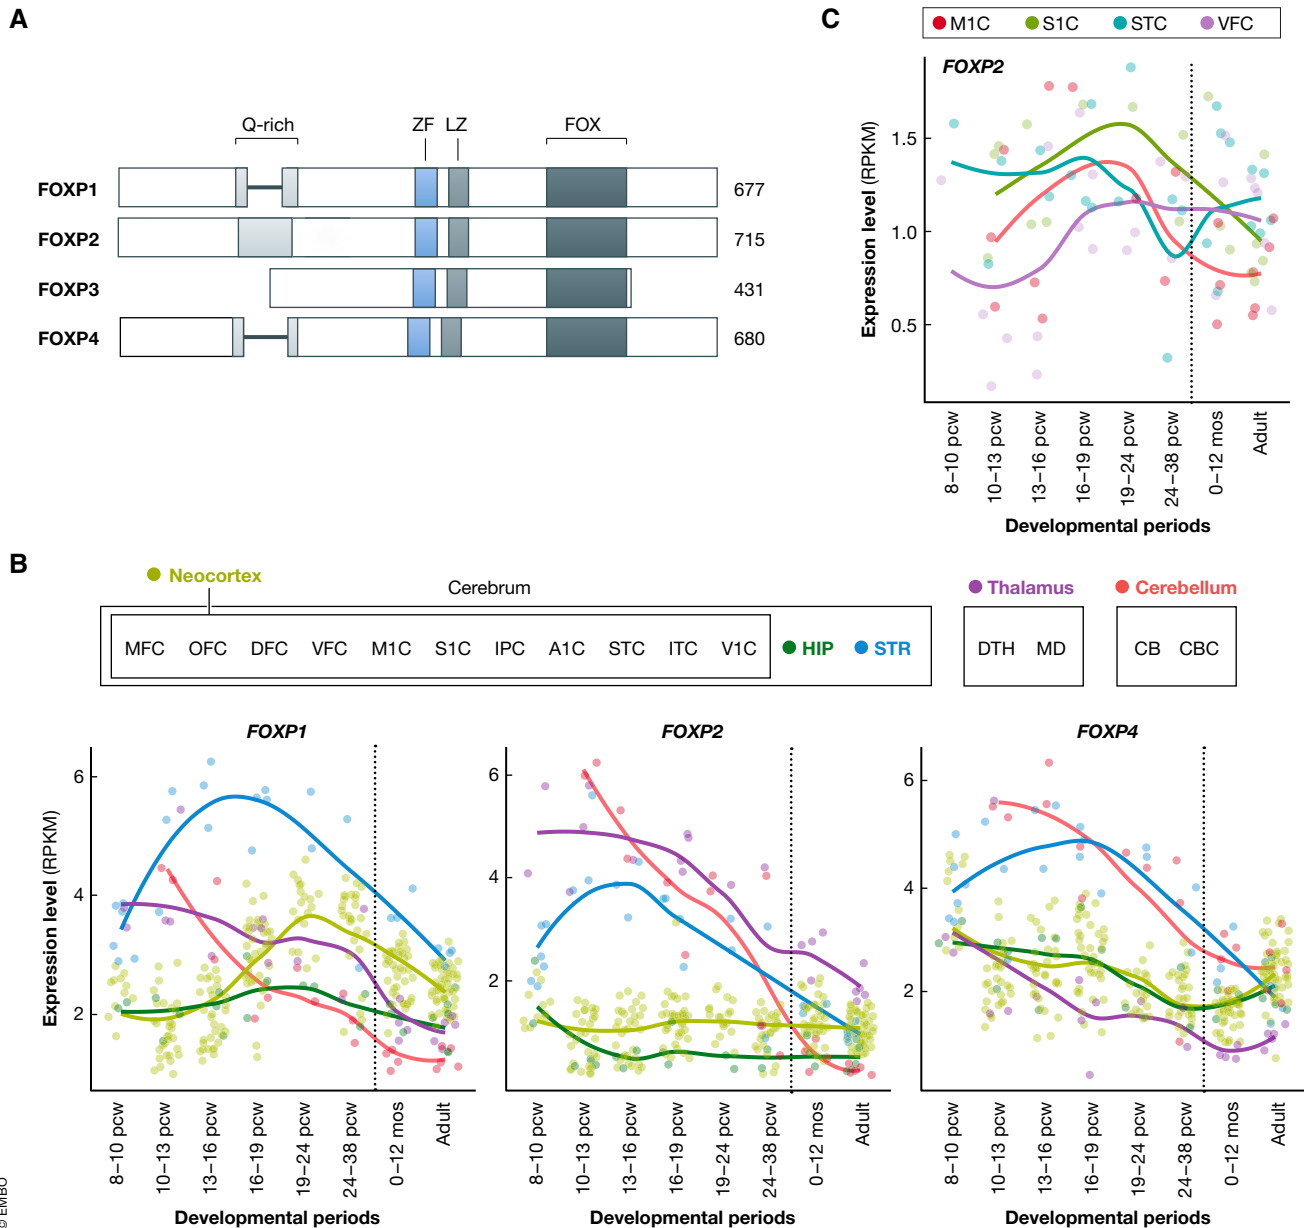 A
Q-rich
ZF
LZ
FOX
FOXP1
677
FOXP2
715
FOXP3
431
FOXP4
680
C
M1C
S1C
STC
VFC
FOXP2
Expression level (RPKM)
1.5
1.0
0.5
8–10 pcw
10–13 pcw
13–16 pcw
16–19 pcw
19–24 pcw
24–38 pcw
0–12 mos
Adult
Developmental periods
B
Neocortex
Cerebrum
MFC OFC DFC VFC M1C S1C IPC A1C STC ITC V1C
HIP
STR
Thalamus
DTH MD
Cerebellum
CB CBC
FOXP1
Expression level (RPKM)
6
4
2
8–10 pcw
10–13 pcw
13–16 pcw
16–19 pcw
19–24 pcw
24–38 pcw
0–12 mos
Adult
Developmental periods
FOXP2
6
4
2
8–10 pcw
10–13 pcw
13–16 pcw
16–19 pcw
19–24 pcw
24–38 pcw
0–12 mos
Adult
Developmental periods
FOXP4
6
4
2
8–10 pcw
10–13 pcw
13–16 pcw
16–19 pcw
19–24 pcw
24–38 pcw
0–12 mos
Adult
Developmental periods
© EMBO